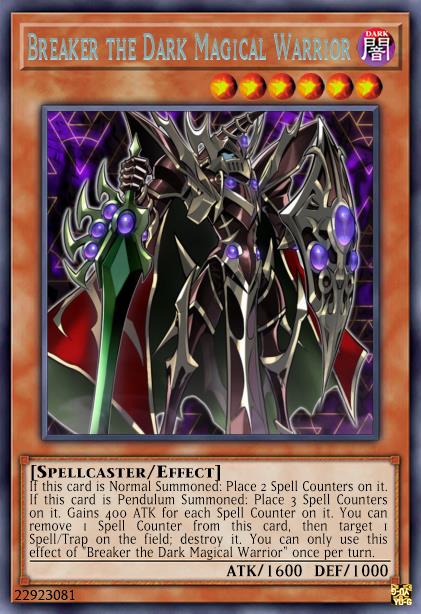 Breaker the Dark Magical Warrior
DARK
闇
[Spellcaster/Effect]
If this card is Normal Summoned: Place 2 Spell Counters on it.
If this card is Pendulum Summoned: Place 3 Spell Counters
on it. Gains 400 ATK for each Spell Counter on it. You can
remove 1 Spell Counter from this card, then target 1
Spell/Trap on the field; destroy it. You can only use this
effect of "Breaker the Dark Magical Warrior" once per turn.
ATK/1600 DEF/1000
22923081